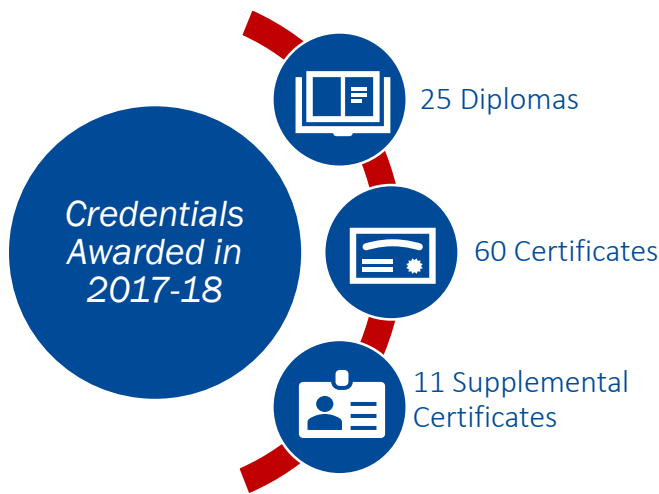 Credentials
Awarded in
2017-18
25 Diplomas
60 Certificates
11 Supplemental
Certificates